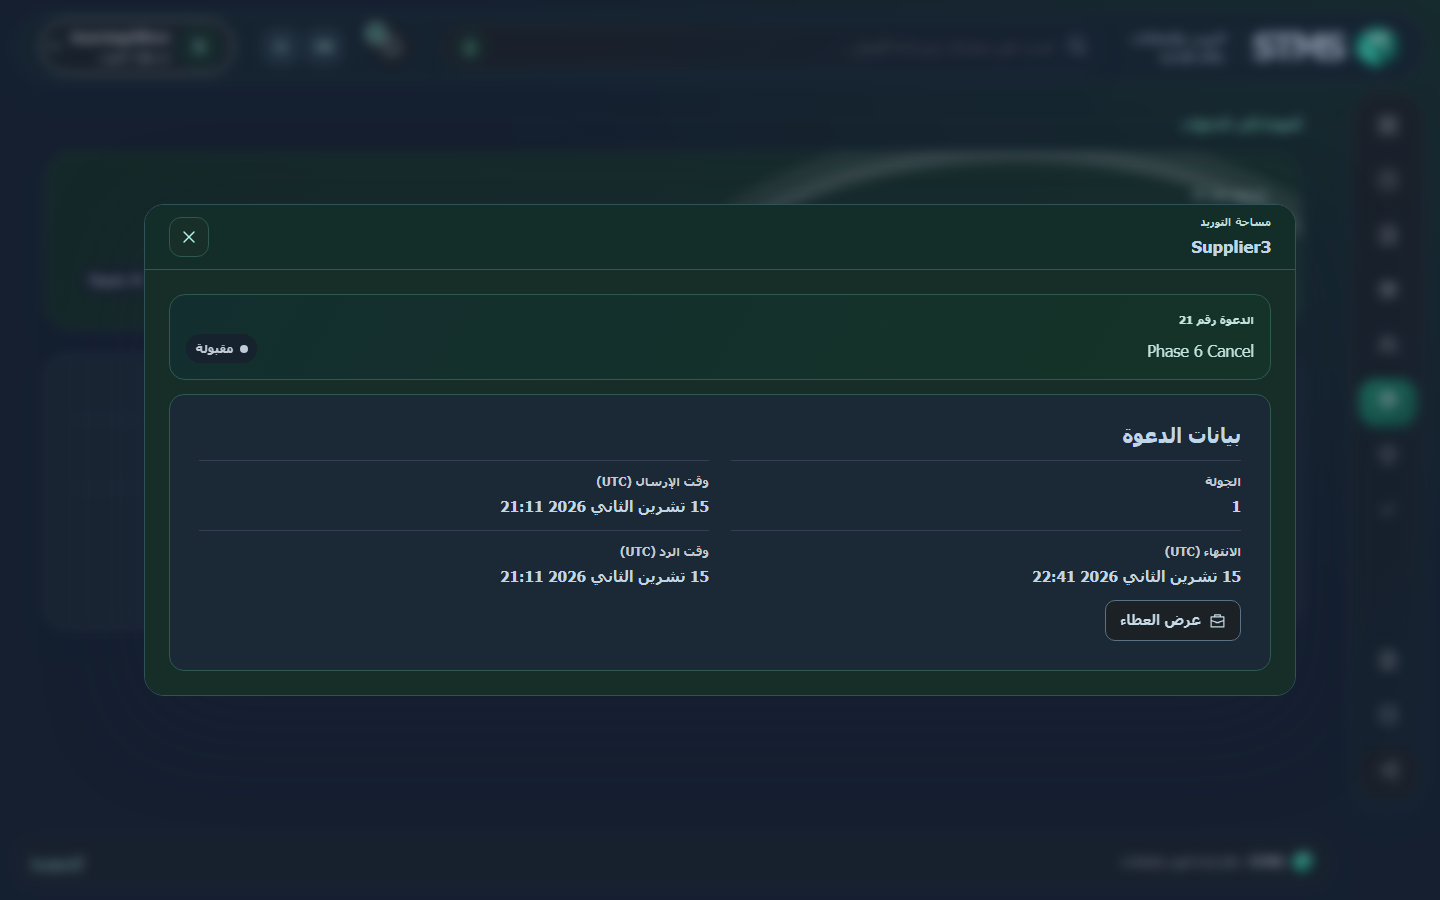 STMS
مساحة التوريد
Supplier3
الدعوة رقم 21
Phase 6 Cancel
مقبولة
بيانات الدعوة
الجولة
1
وقت الإرسال (UTC)
15 تشرين الثاني 2026 21:11
الانتهاء (UTC)
15 تشرين الثاني 2026 22:41
وقت الرد (UTC)
15 تشرين الثاني 2026 21:11
عرض العطاء